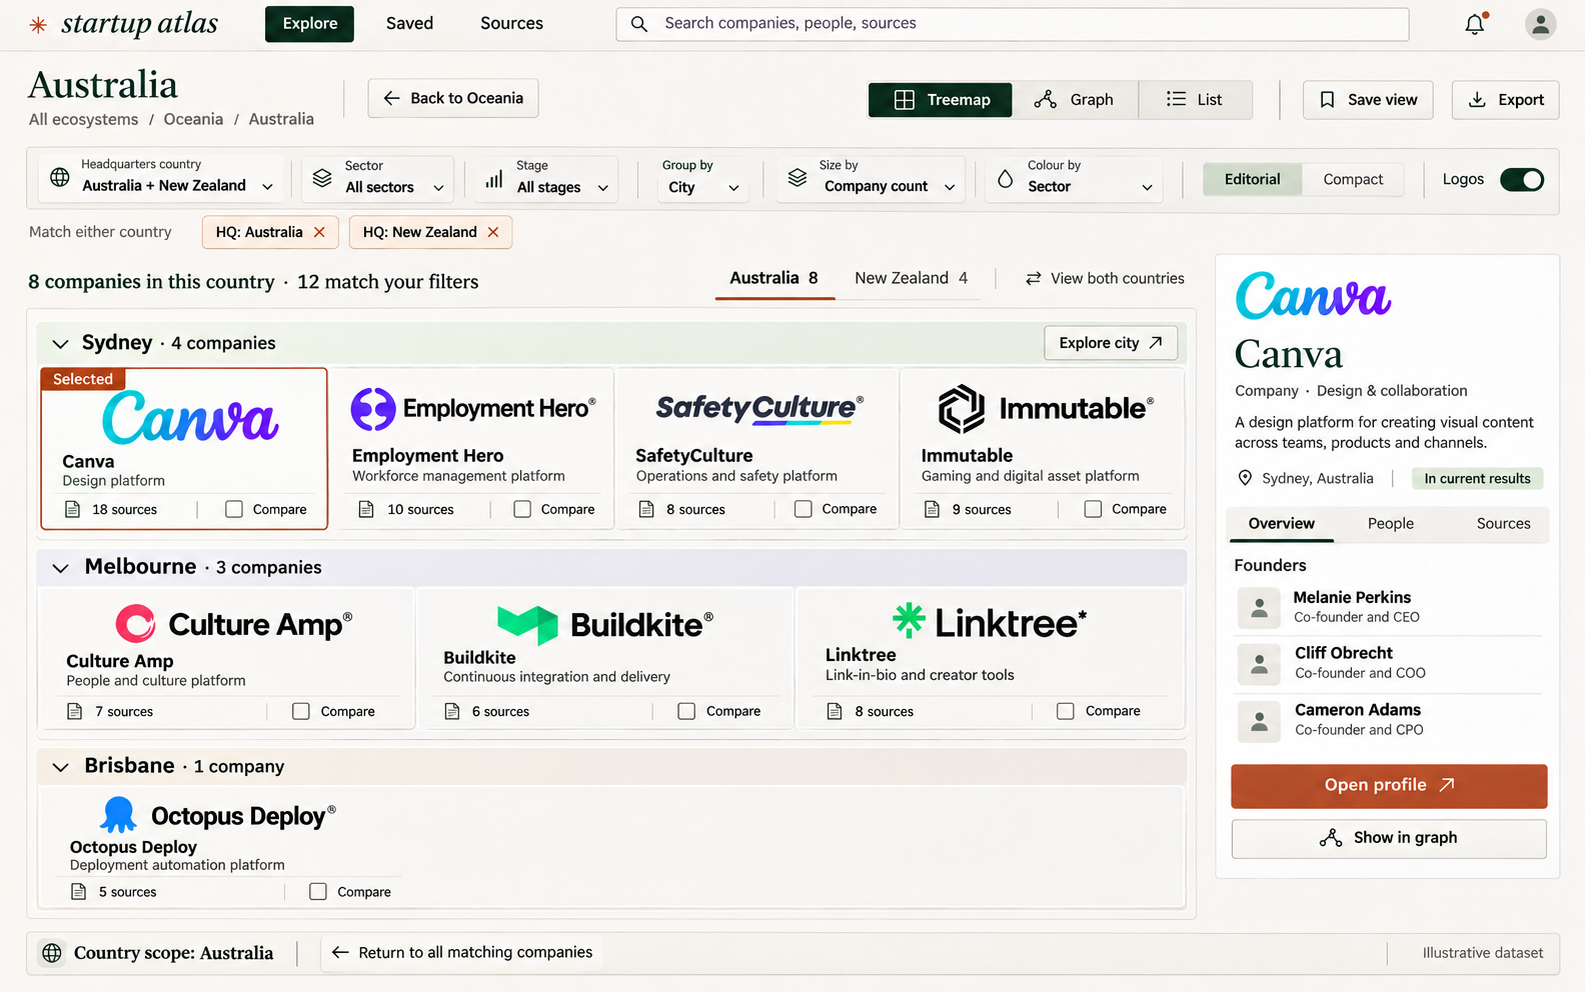 startup atlas
Explore
Saved
Sources
Search companies, people, sources
Australia
All ecosystems / Oceania / Australia
Back to Oceania
Treemap
Graph
List
Save view
Export
Headquarters country
Australia + New Zealand
Sector
All sectors
Stage
All stages
Group by
City
Size by
Company count
Colour by
Sector
Editorial
Compact
Logos
Match either country
HQ: Australia
HQ: New Zealand
8 companies in this country · 12 match your filters
Australia 8
New Zealand 4
View both countries
Sydney · 4 companies
Explore city
Selected
Canva
Canva
Design platform
18 sources
Compare
Employment Hero®
Employment Hero
Workforce management platform
10 sources
Compare
SafetyCulture®
SafetyCulture
Operations and safety platform
8 sources
Compare
Immutable®
Immutable
Gaming and digital asset platform
9 sources
Compare
Melbourne · 3 companies
Culture Amp®
Culture Amp
People and culture platform
7 sources
Compare
Buildkite®
Buildkite
Continuous integration and delivery
6 sources
Compare
Linktree*
Linktree
Link-in-bio and creator tools
8 sources
Compare
Brisbane · 1 company
Octopus Deploy®
Octopus Deploy
Deployment automation platform
5 sources
Compare
Canva
Canva
Company · Design & collaboration
A design platform for creating visual content
across teams, products and channels.
Sydney, Australia
In current results
Overview
People
Sources
Founders
Melanie Perkins
Co-founder and CEO
Cliff Obrecht
Co-founder and COO
Cameron Adams
Co-founder and CPO
Open profile
Show in graph
Country scope: Australia
Return to all matching companies
Illustrative dataset